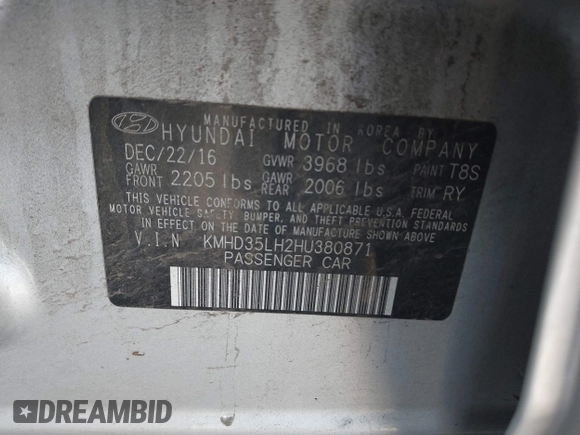 MANUFACTURED IN KOREA BY
HYUNDAI MOTOR COMPANY
DEC/22/16 GVWR 3968 lbs PAINT T8S
GAWR FRONT 2205 lbs GAWR REAR 2006 lbs TRIM RY
THIS VEHICLE CONFORMS TO ALL APPLICABLE U.S.A. FEDERAL
MOTOR VEHICLE SAFETY, BUMPER, AND THEFT PREVENTION STANDARDS
IN EFFECT ON THE DATE OF MANUFACTURE SHOWN ABOVE.
V.I.N KMHD35LH2HU380871
PASSENGER CAR
DREAMBID